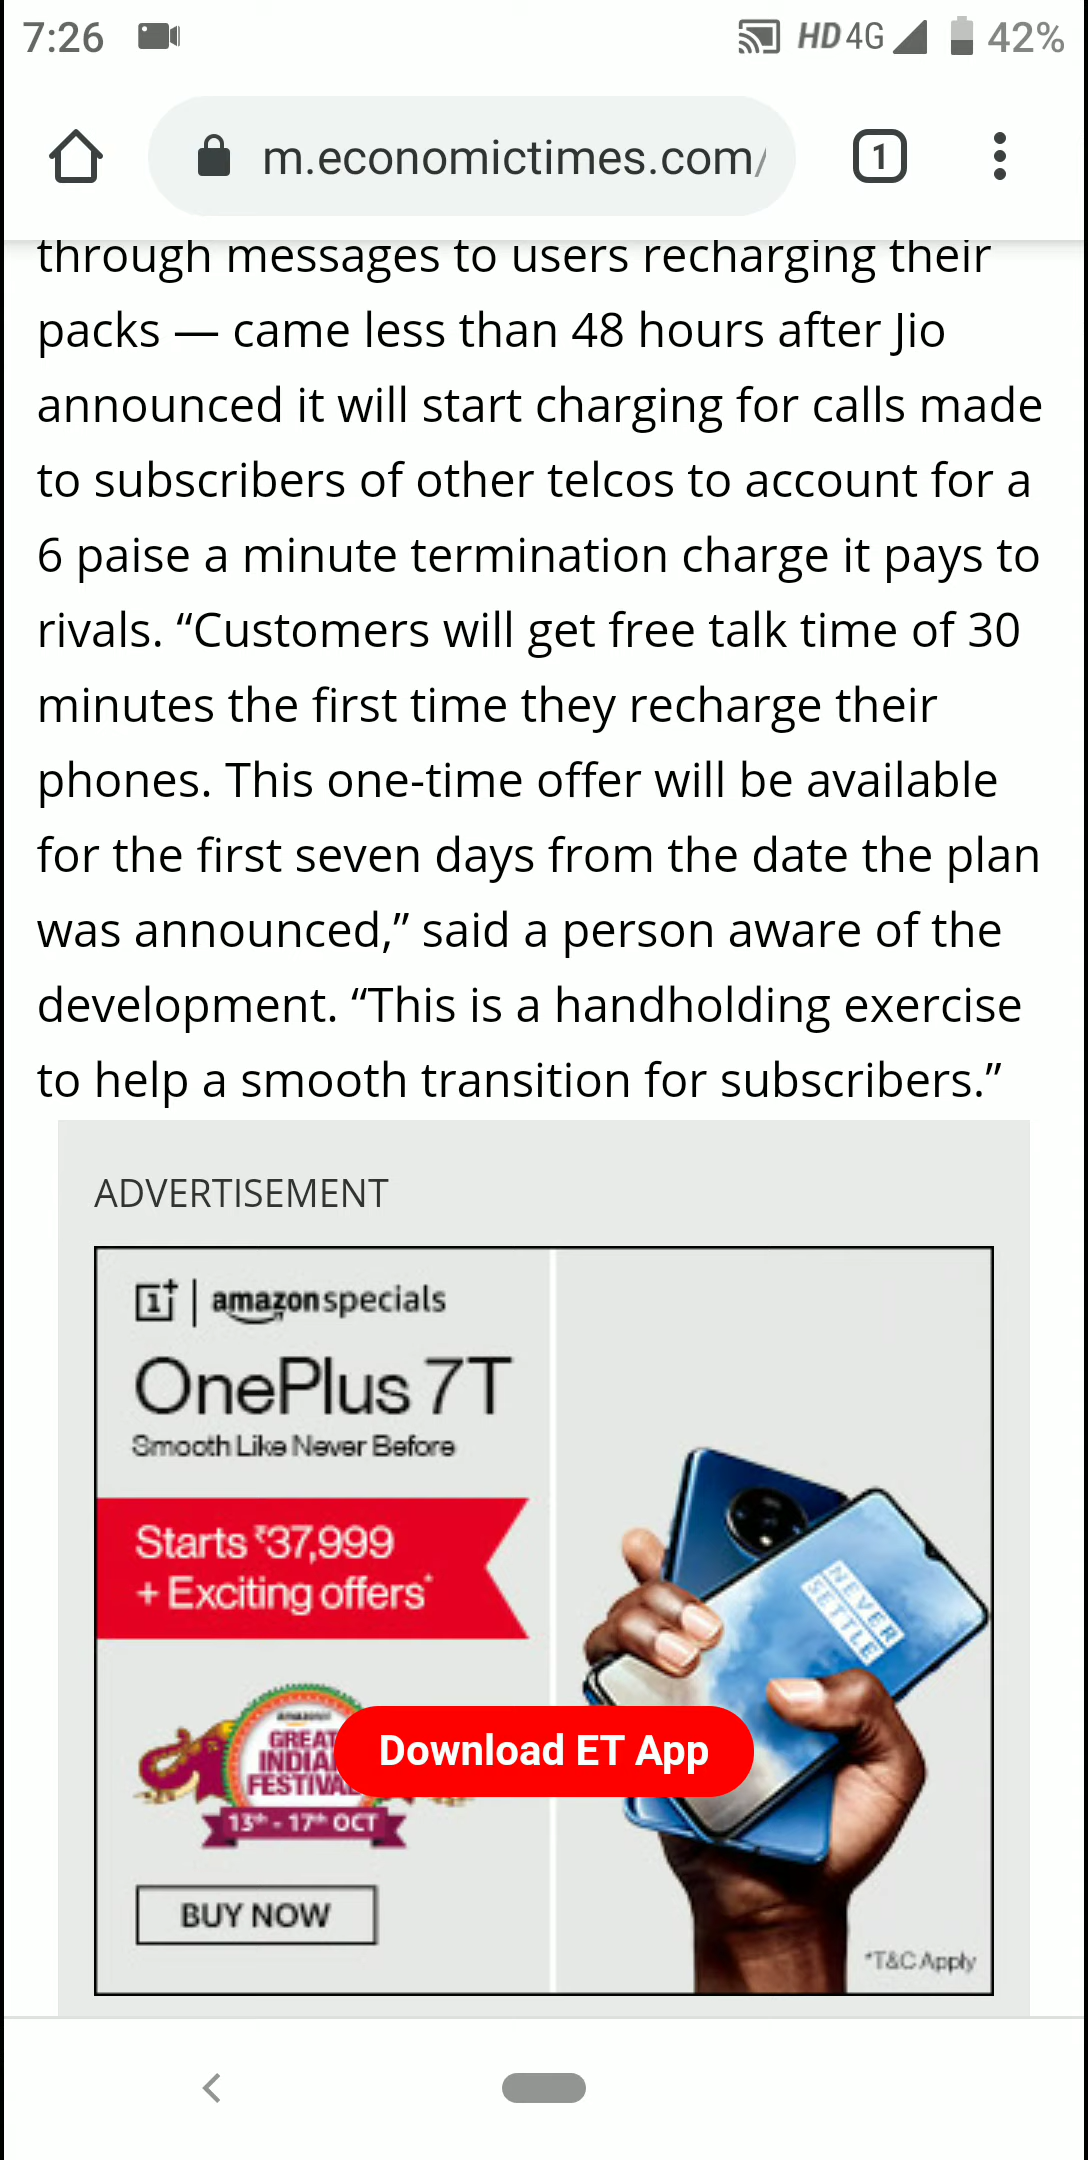 7:26 HD 4G 42%
m.economictimes.com/ 1
through messages to users recharging their
packs — came less than 48 hours after Jio
announced it will start charging for calls made
to subscribers of other telcos to account for a
6 paise a minute termination charge it pays to
rivals. “Customers will get free talk time of 30
minutes the first time they recharge their
phones. This one-time offer will be available
for the first seven days from the date the plan
was announced,” said a person aware of the
development. “This is a handholding exercise
to help a smooth transition for subscribers.”
ADVERTISEMENT
1+ | amazonspecials
OnePlus 7T
Smooth Like Never Before
Starts ₹37,999
+ Exciting offers*
NEVER
SETTLE
GREAT
INDIA
FESTIVA
13th - 17th OCT
Download ET App
BUY NOW
*T&C Apply